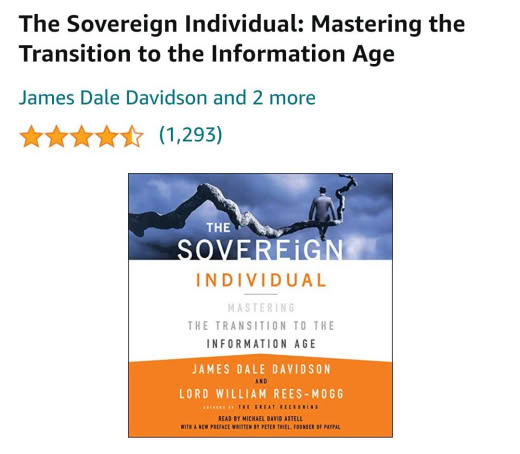 The Sovereign Individual: Mastering the
Transition to the Information Age
James Dale Davidson and 2 more
(1,293)
THE
SOVEREiGN
INDIVIDUAL
MASTERING
THE TRANSITION TO THE
INFORMATION AGE
JAMES DALE DAVIDSON
AND
LORD WILLIAM REES-MOGG
AUTHORS OF THE GREAT RECKONING
READ BY MICHAEL DAVID AXTELL
WITH A NEW PREFACE WRITTEN BY PETER THIEL, FOUNDER OF PAYPAL